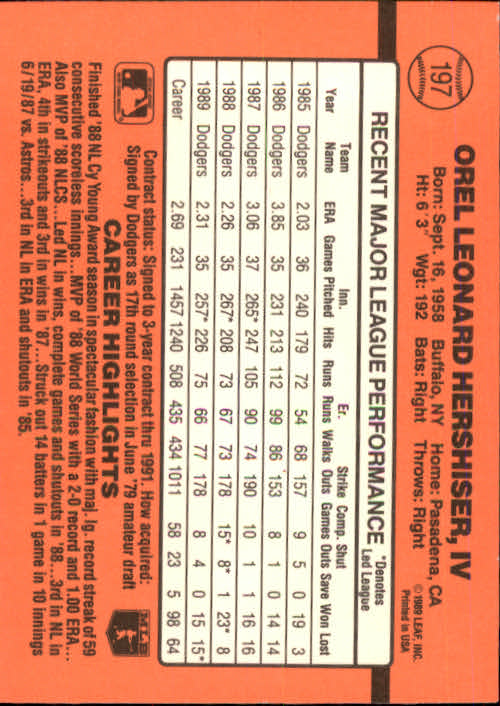 197
OREL LEONARD HERSHISER, IV
Born: Sept. 16, 1958 Buffalo, NY Home: Pasadena, CA
Ht: 6'3" Wgt: 192 Bats: Right Throws: Right
©1989 LEAF, INC.
Printed in USA
RECENT MAJOR LEAGUE PERFORMANCE *Denotes Led League
Inn. Er. Strike Comp. Shut
Year Team Name ERA Games Pitched Hits Runs Runs Walks Outs Games Outs Save Won Lost
1985 Dodgers 2.03 36 240 179 72 54 68 157 9 5 0 19 3
1986 Dodgers 3.85 35 231 213 112 99 86 153 8 1 0 14 14
1987 Dodgers 3.06 37 265* 247 105 90 74 190 10 1 1 16 16
1988 Dodgers 2.26 35 267* 208 73 67 73 178 15* 8* 1 23* 8
1989 Dodgers 2.31 35 257* 226 75 66 77 178 8 4 0 15 15*
Career 2.69 231 1457 1240 508 435 434 1011 58 23 5 98 64
Contract status: Signed to 3-year contract thru 1991. How acquired:
Signed by Dodgers as 17th round selection in June '79 amateur draft
MLB
CAREER HIGHLIGHTS
Finished '88 NL Cy Young Award season in spectacular fashion with maj. lg. record streak of 59
consecutive scoreless innings...MVP of '88 World Series with a 2-0 record and 1.00 ERA...
Also MVP of '88 NLCS...Led NL in wins, complete games and shutouts in '88...3rd in NL in
ERA, 4th in strikeouts and 3rd in wins in '87...Struck out 14 batters in 1 game in 10 innings
6/19/87 vs. Astros...3rd in NL in ERA and shutouts in '85.